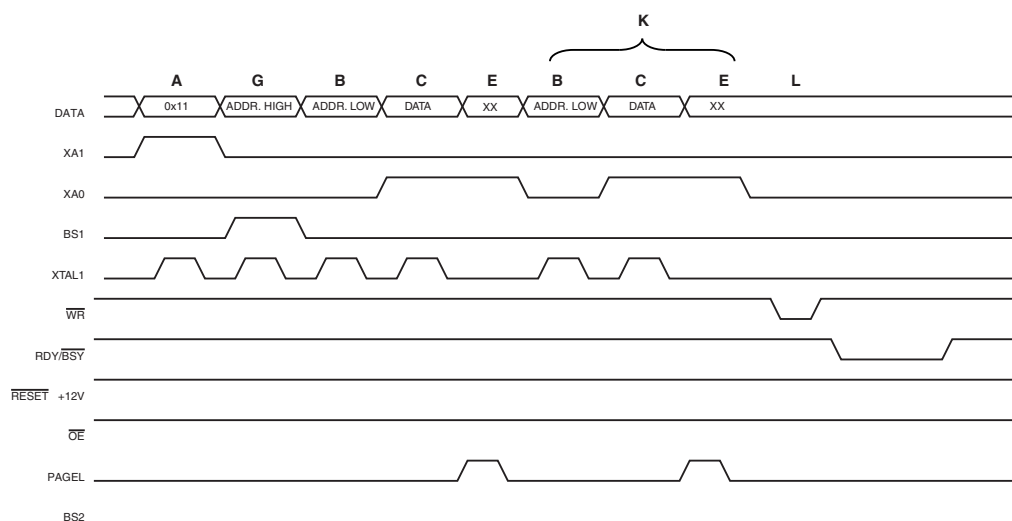 K
A G B C E B C E L
DATA 0x11 ADDR. HIGH ADDR. LOW DATA XX ADDR. LOW DATA XX
XA1
XA0
BS1
XTAL1
WR
RDY/BSY
RESET +12V
OE
PAGEL
BS2